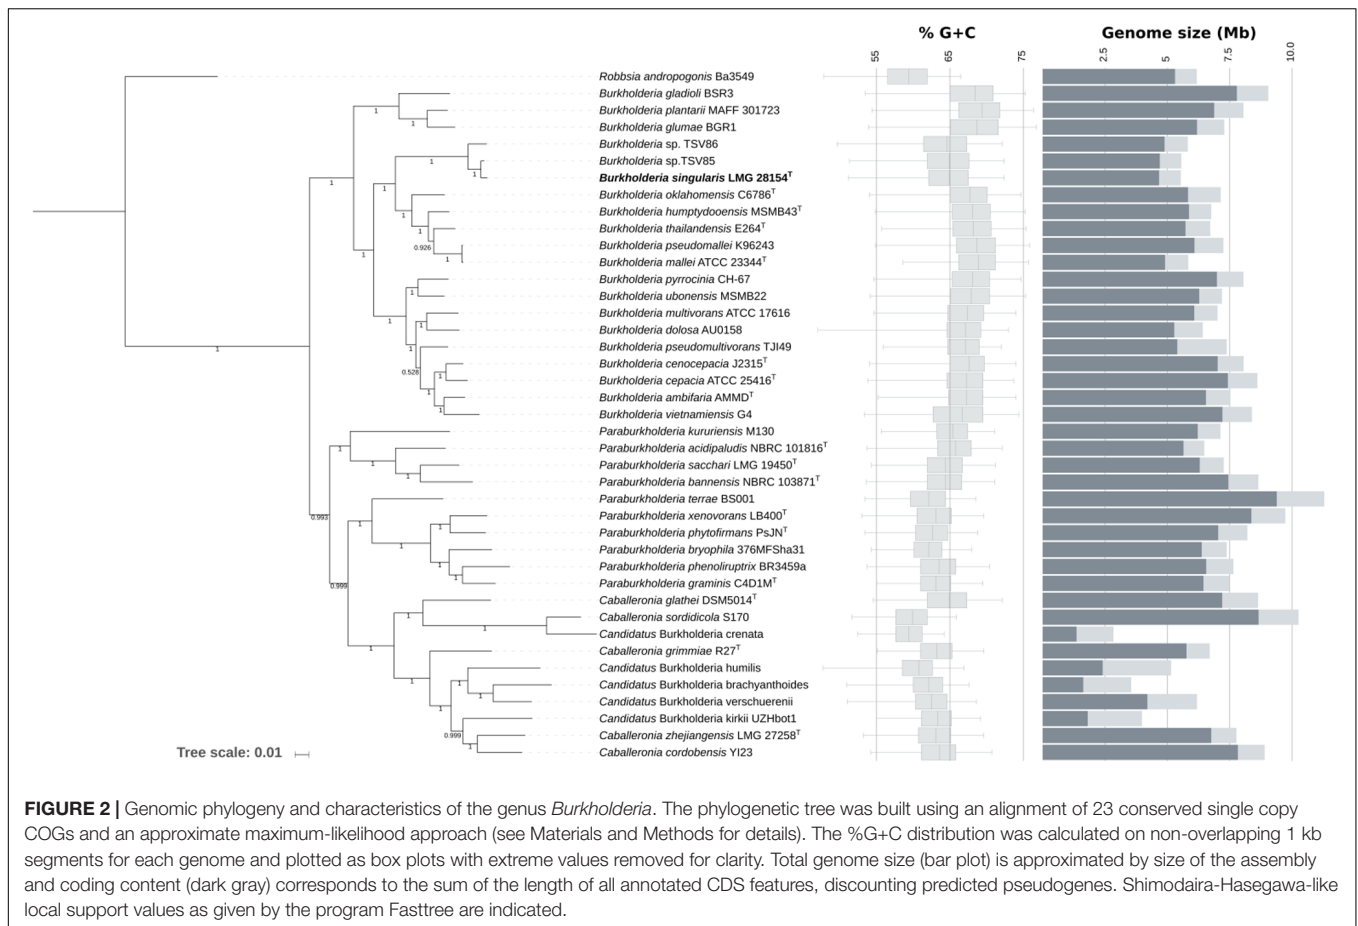 % G+C
Genome size (Mb)
55
65
75
2.5
5
7.5
10.0
Robbsia andropogonis Ba3549
Burkholderia gladioli BSR3
Burkholderia plantarii MAFF 301723
Burkholderia glumae BGR1
Burkholderia sp. TSV86
Burkholderia sp.TSV85
Burkholderia singularis LMG 28154T
Burkholderia oklahomensis C6786T
Burkholderia humptydooensis MSMB43T
Burkholderia thailandensis E264T
Burkholderia pseudomallei K96243
Burkholderia mallei ATCC 23344T
Burkholderia pyrrocinia CH-67
Burkholderia ubonensis MSMB22
Burkholderia multivorans ATCC 17616
Burkholderia dolosa AU0158
Burkholderia pseudomultivorans TJI49
Burkholderia cenocepacia J2315T
Burkholderia cepacia ATCC 25416T
Burkholderia ambifaria AMMDT
Burkholderia vietnamiensis G4
Paraburkholderia kururiensis M130
Paraburkholderia acidipaludis NBRC 101816T
Paraburkholderia sacchari LMG 19450T
Paraburkholderia bannensis NBRC 103871T
Paraburkholderia terrae BS001
Paraburkholderia xenovorans LB400T
Paraburkholderia phytofirmans PsJNT
Paraburkholderia bryophila 376MFSha31
Paraburkholderia phenoliruptrix BR3459a
Paraburkholderia graminis C4D1MT
Caballeronia glathei DSM5014T
Caballeronia sordidicola S170
Candidatus Burkholderia crenata
Caballeronia grimmiae R27T
Candidatus Burkholderia humilis
Candidatus Burkholderia brachyanthoides
Candidatus Burkholderia verschuerenii
Candidatus Burkholderia kirkii UZHbot1
Caballeronia zhejiangensis LMG 27258T
Caballeronia cordobensis YI23
1
1
1
1
1
1
1
1
1
0.926
1
1
1
1
1
1
0.528
1
1
1
1
1
1
1
0.993
1
1
1
1
1
0.999
1
1
1
1
1
1
1
0.999
1
Tree scale: 0.01
FIGURE 2 | Genomic phylogeny and characteristics of the genus Burkholderia. The phylogenetic tree was built using an alignment of 23 conserved single copy
COGs and an approximate maximum-likelihood approach (see Materials and Methods for details). The %G+C distribution was calculated on non-overlapping 1 kb
segments for each genome and plotted as box plots with extreme values removed for clarity. Total genome size (bar plot) is approximated by size of the assembly
and coding content (dark gray) corresponds to the sum of the length of all annotated CDS features, discounting predicted pseudogenes. Shimodaira-Hasegawa-like
local support values as given by the program Fasttree are indicated.